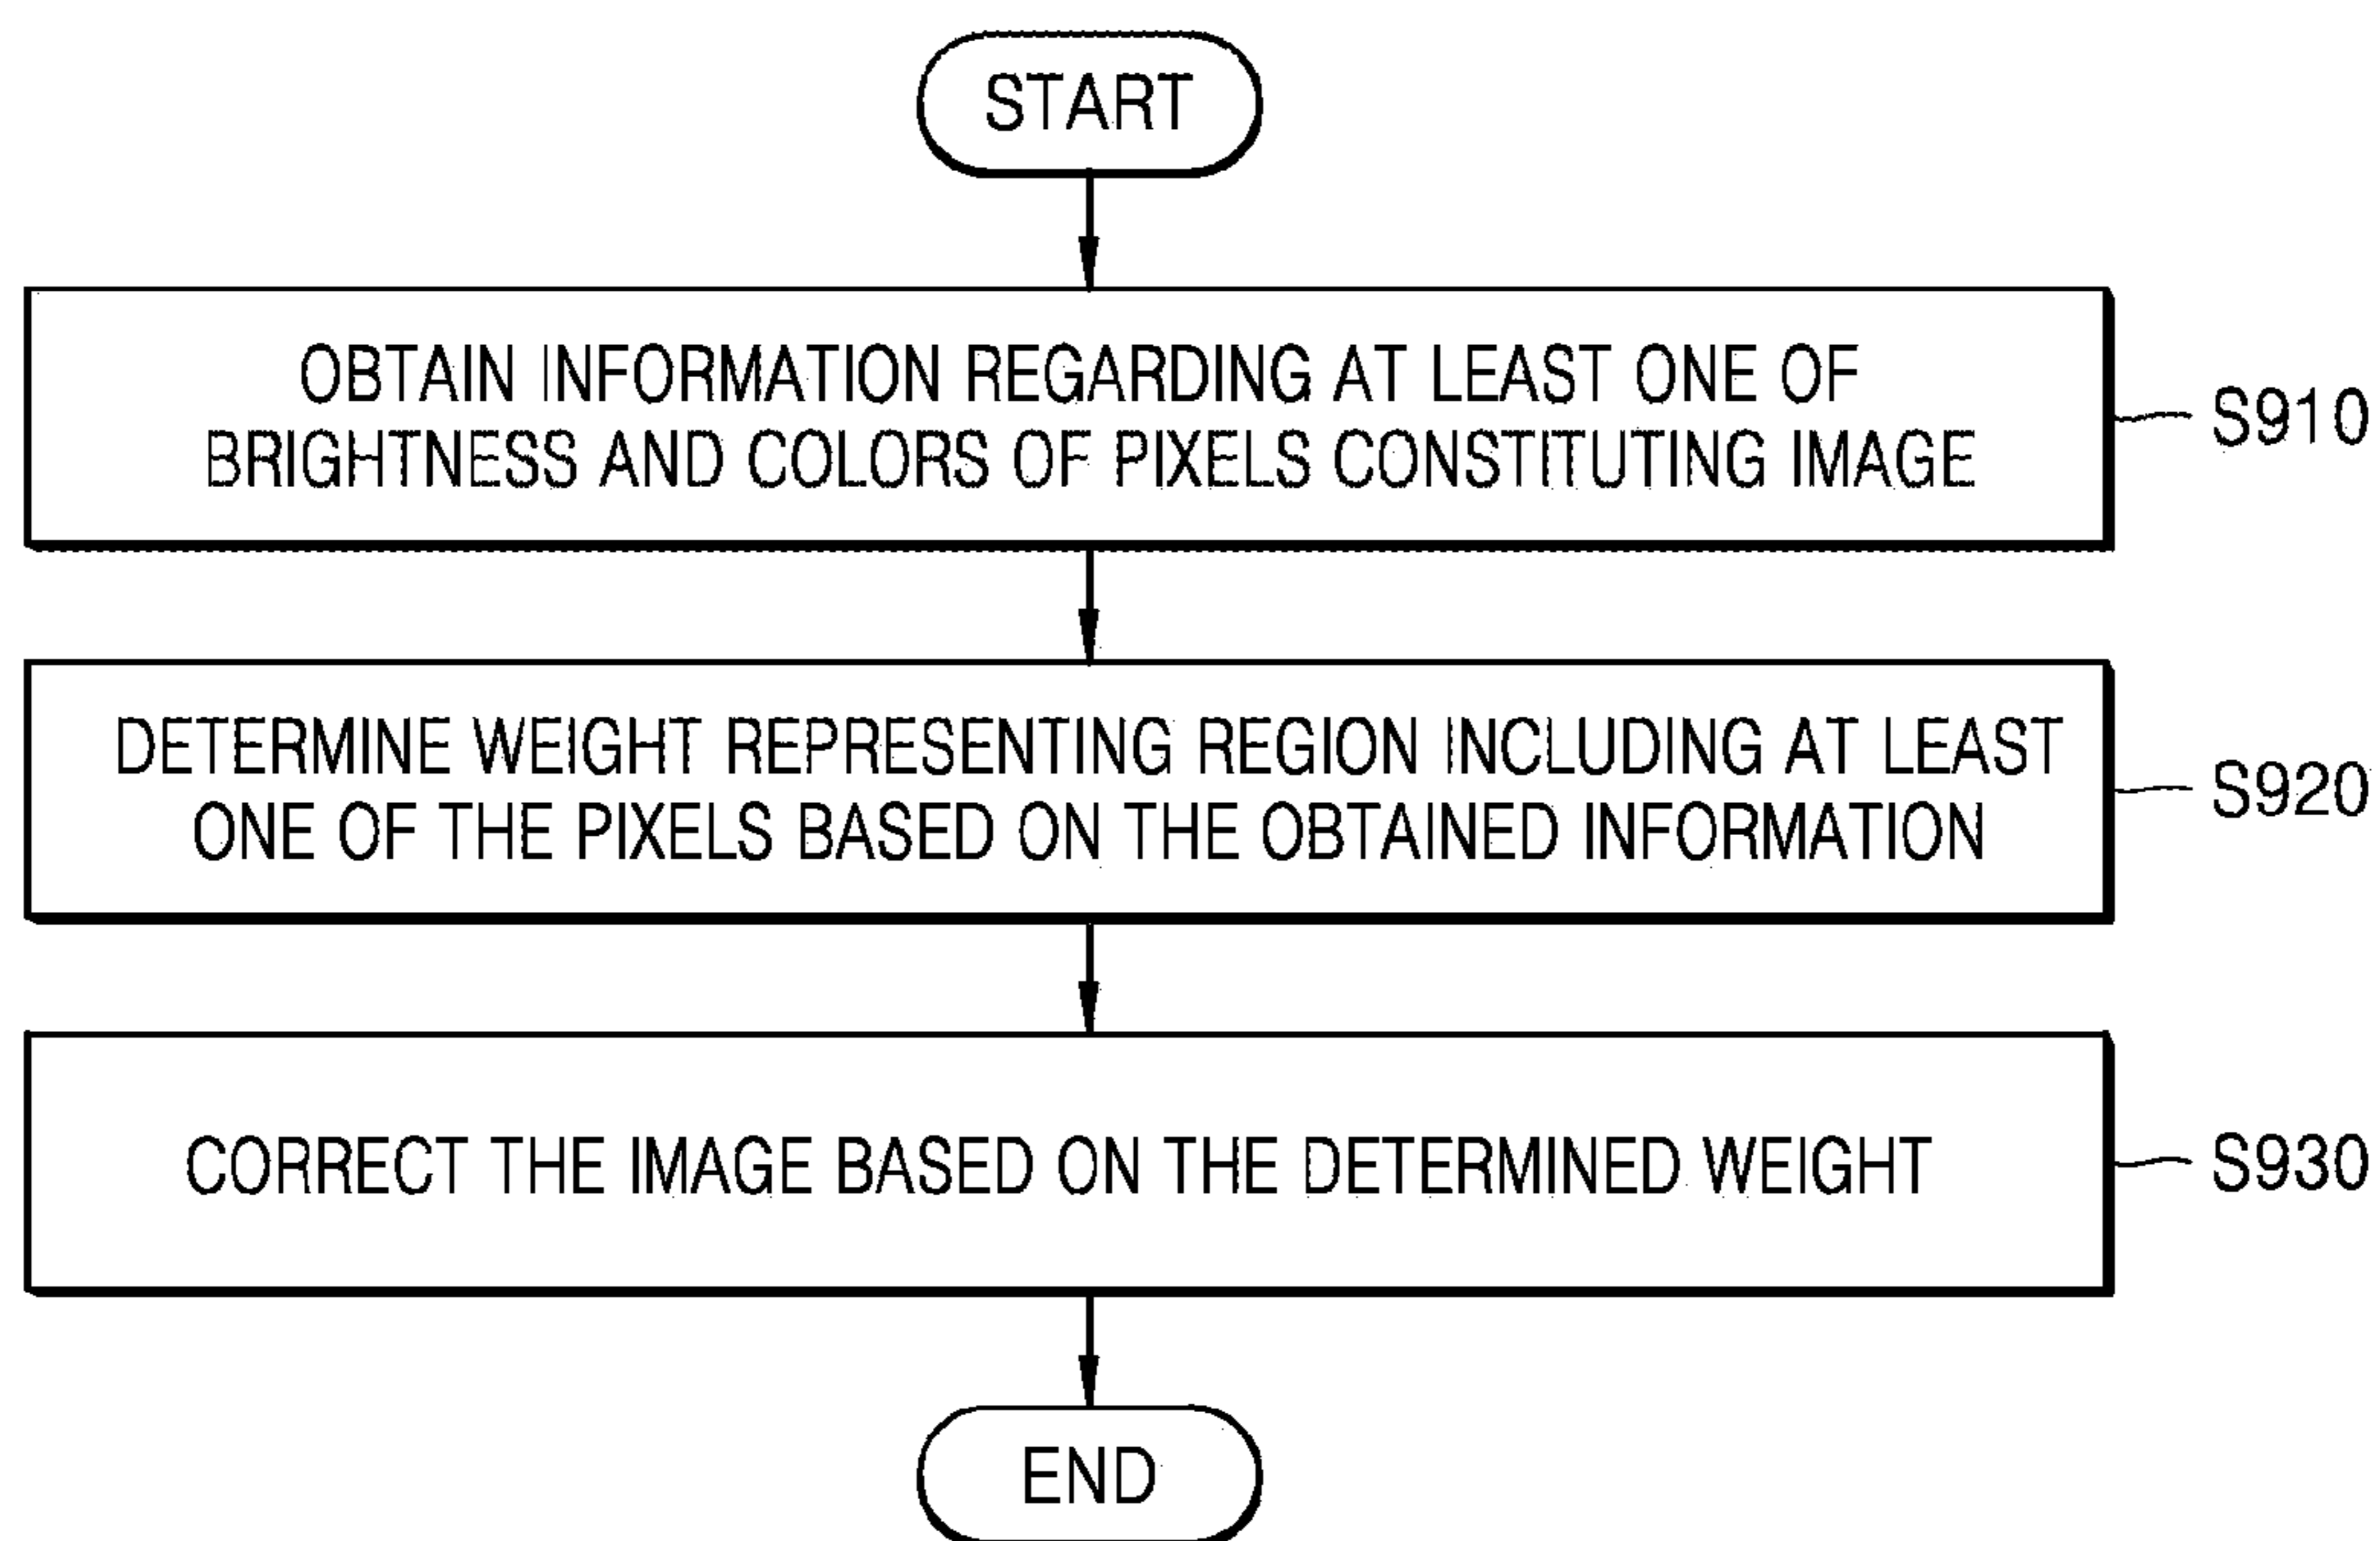 START
OBTAIN INFORMATION REGARDING AT LEAST ONE OF
BRIGHTNESS AND COLORS OF PIXELS CONSTITUTING IMAGE
S910
DETERMINE WEIGHT REPRESENTING REGION INCLUDING AT LEAST
ONE OF THE PIXELS BASED ON THE OBTAINED INFORMATION
S920
CORRECT THE IMAGE BASED ON THE DETERMINED WEIGHT
S930
END